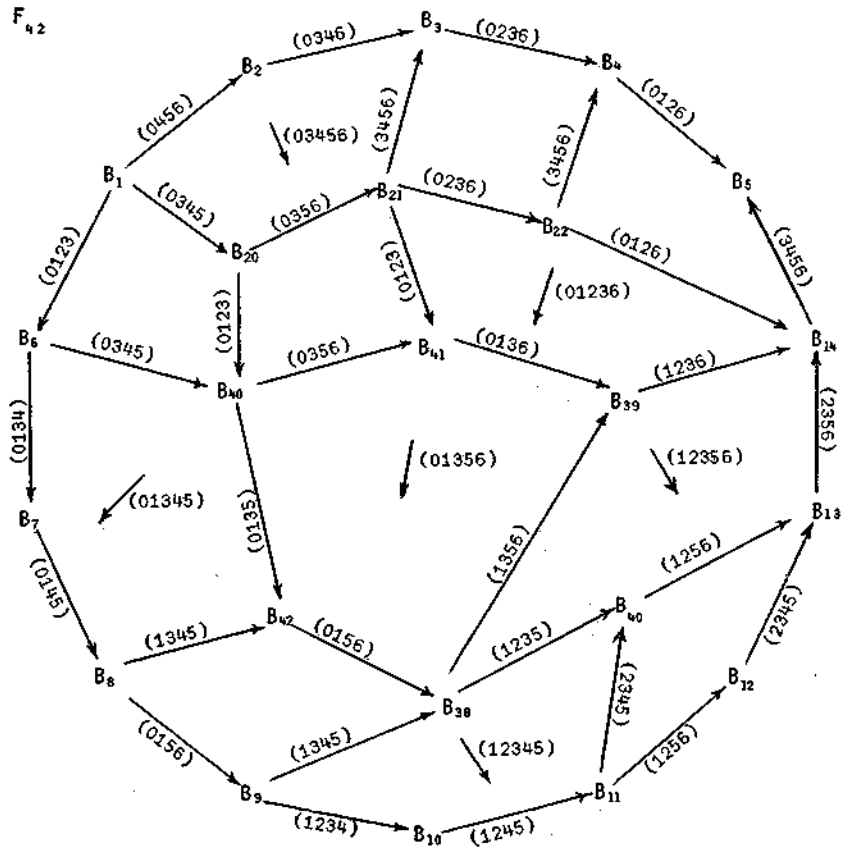 F₄₂
B₃
(0346)
(0236)
B₂
B₄
(0456)
(03456)
(3456)
(3456)
(0126)
B₁
(0345)
(0356)
B₂₁
(0236)
B₅
B₂₀
B₂₂
(0126)
(0123)
(0123)
(0123)
(01236)
(3456)
B₆
(0345)
(0356)
B₄₁
(0136)
(1236)
B₁₄
B₄₀
B₃₉
(0134)
(01356)
(12356)
(2356)
(01345)
(0135)
B₇
(1356)
B₁₃
(0145)
(1256)
B₄₂
B₄₀
(1345)
(0156)
(1235)
(2345)
B₈
B₃₈
(2345)
B₁₂
(0156)
(1345)
(12345)
(1256)
B₉
B₁₁
(1234)
B₁₀
(1245)